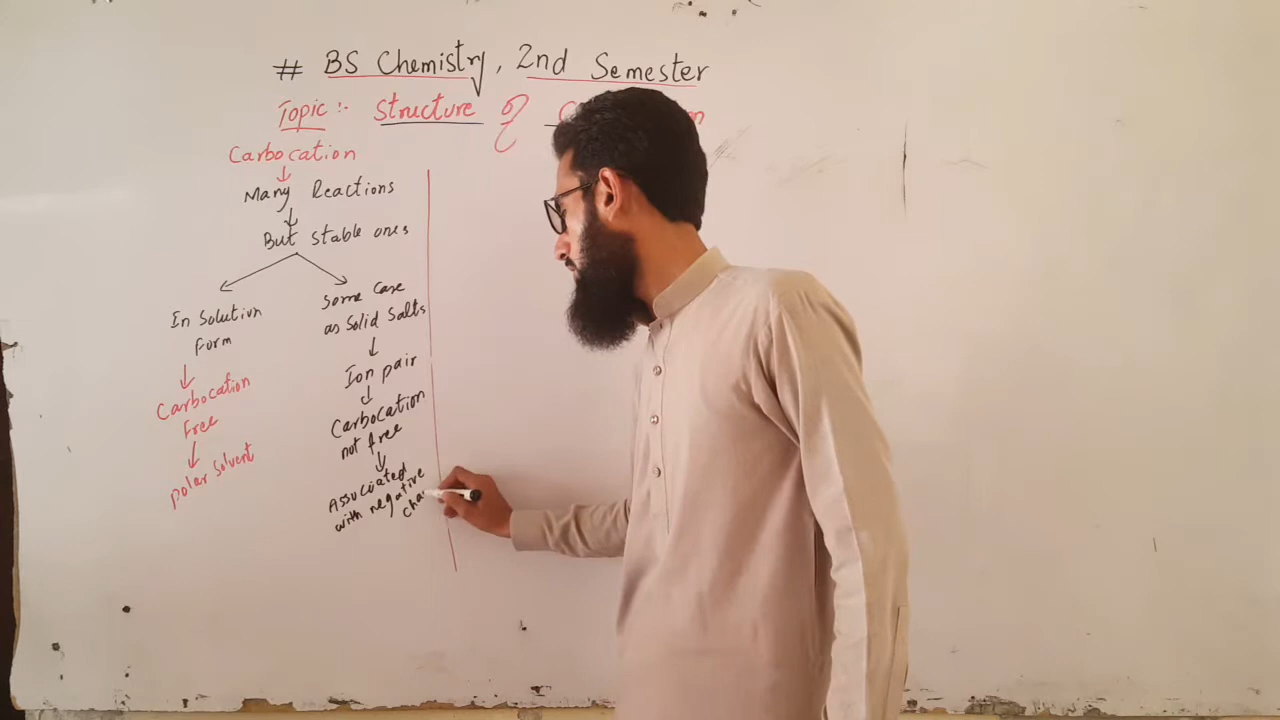 # BS Chemistry, 2nd Semester
Topic :- Structure of
Carbocation
Many Reactions
But stable ones
In Solution
form
Carbocation
free
polar solvent
Some Case
as Solid Salts
Ion pair
Carbocation
not free
Associated
with negative